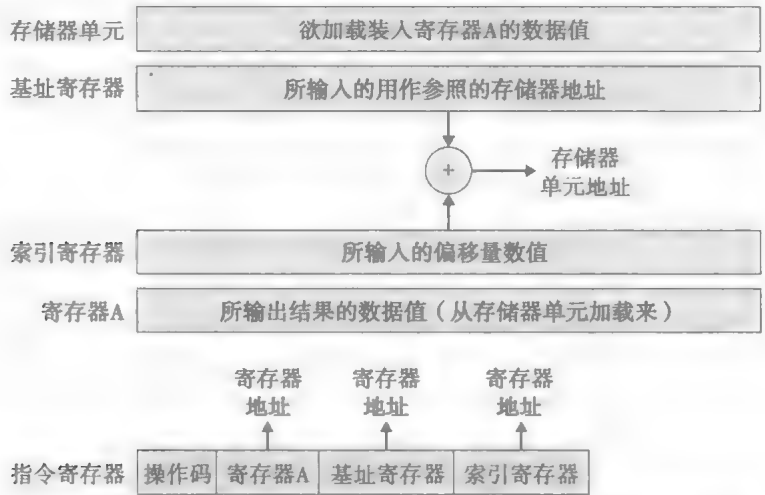 存储器单元 欲加载装入寄存器A的数据值
基址寄存器 所输入的用作参照的存储器地址
+
存储器
单元地址
索引寄存器 所输入的偏移量数值
寄存器A 所输出结果的数据值（从存储器单元加载来）
寄存器 寄存器 寄存器
地址 地址 地址
指令寄存器 操作码 寄存器A 基址寄存器 索引寄存器